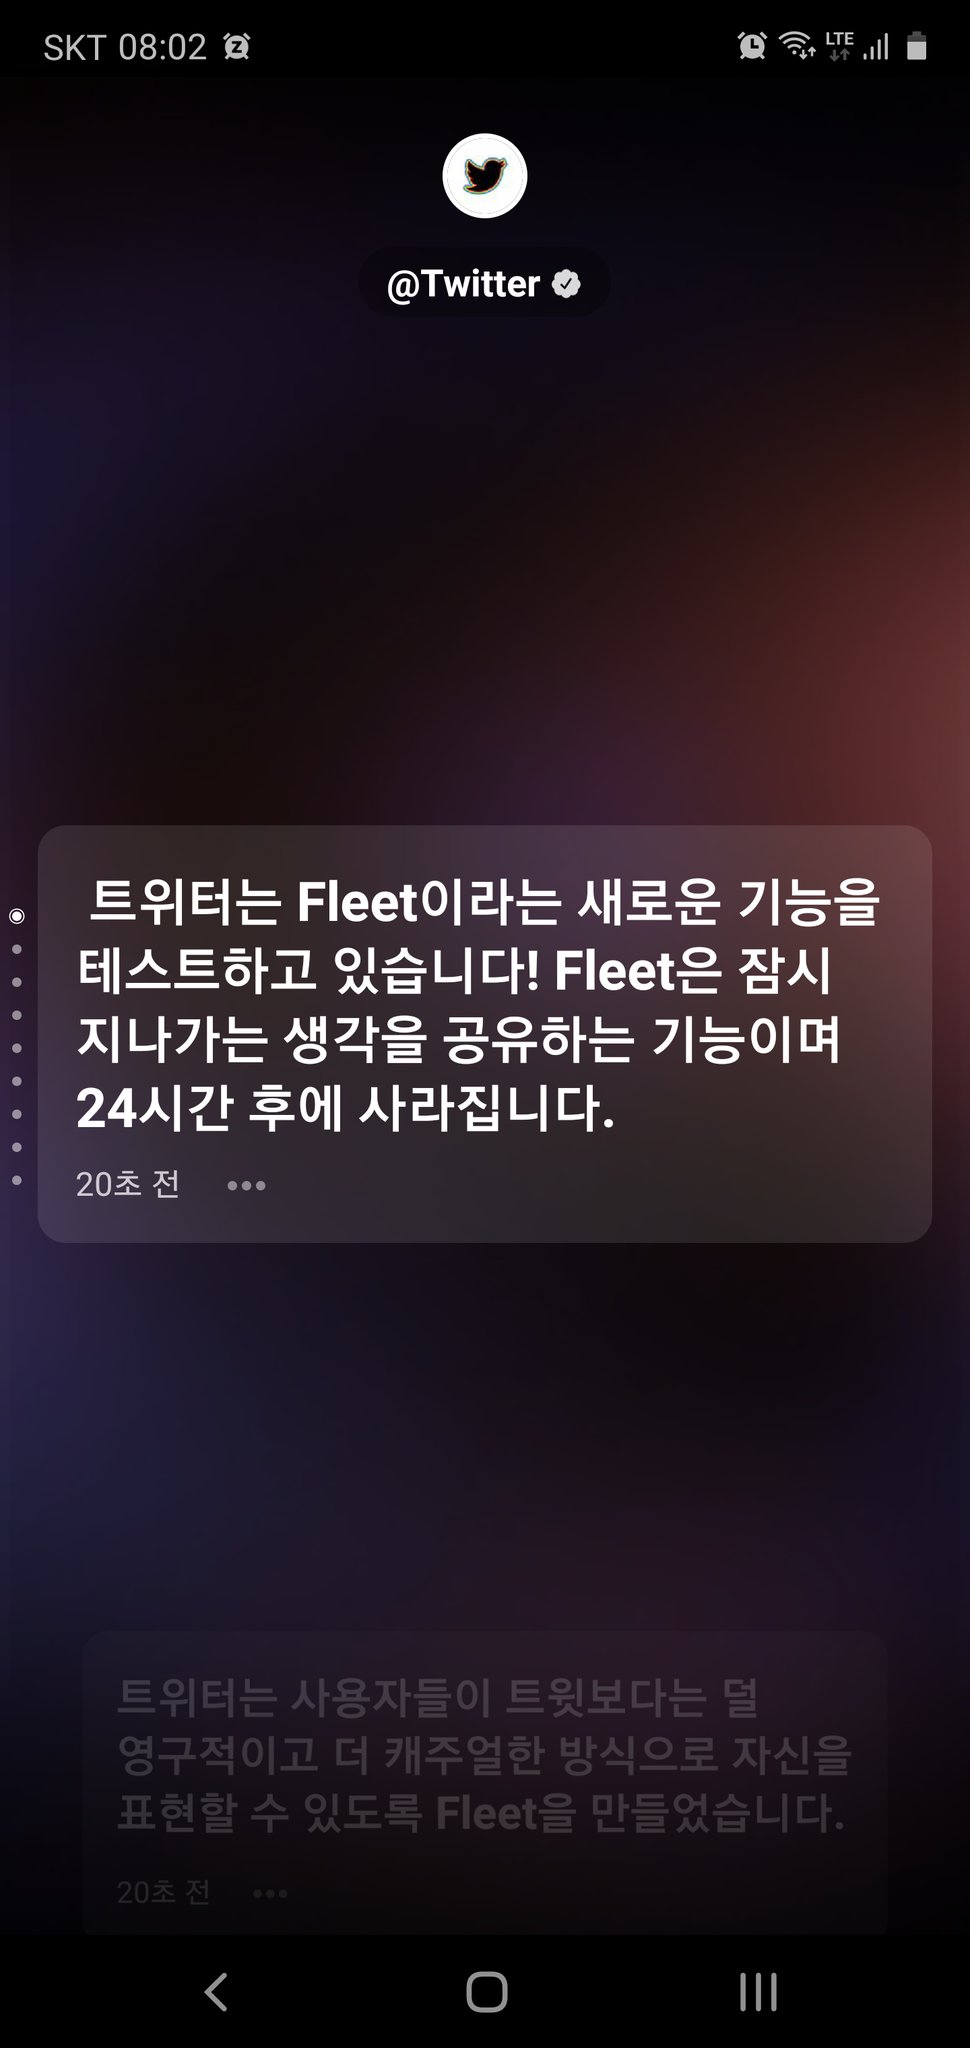 SKT 08:02
LTE
@Twitter
트위터는 Fleet이라는 새로운 기능을
테스트하고 있습니다! Fleet은 잠시
지나가는 생각을 공유하는 기능이며
24시간 후에 사라집니다.
20초 전
트위터는 사용자들이 트윗보다는 덜
영구적이고 더 캐주얼한 방식으로 자신을
표현할 수 있도록 Fleet을 만들었습니다.
20초 전